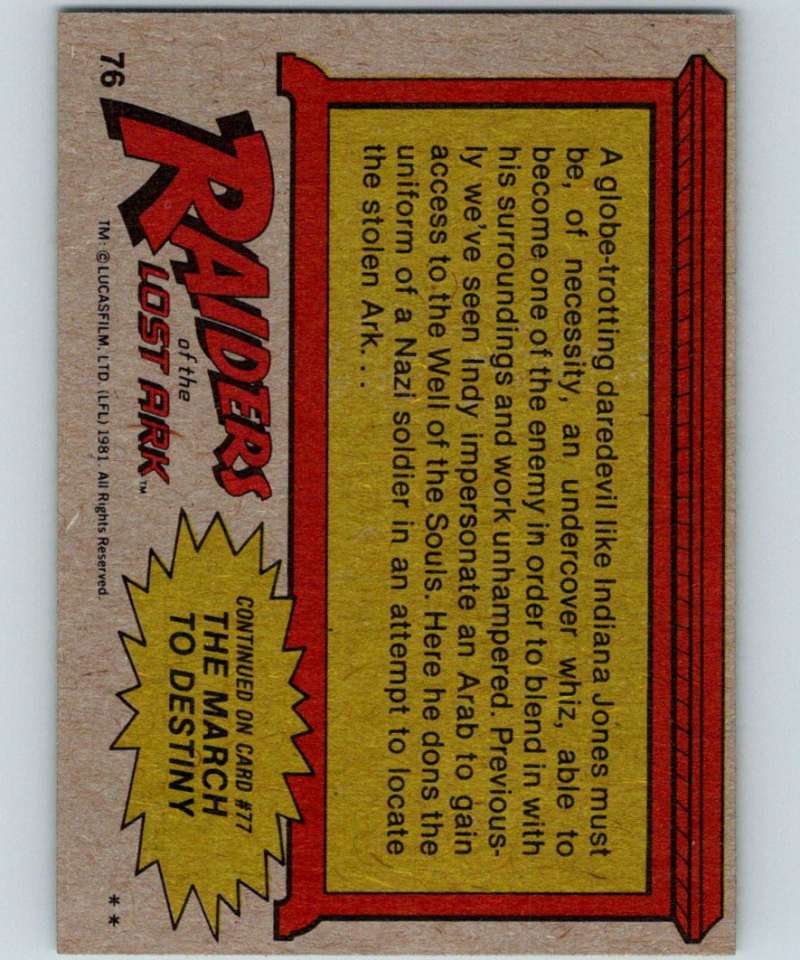 A globe-trotting daredevil like Indiana Jones must
be, of necessity, an undercover whiz, able to
become one of the enemy in order to blend in with
his surroundings and work unhampered. Previous-
ly we've seen Indy impersonate an Arab to gain
access to the Well of the Souls. Here he dons the
uniform of a Nazi soldier in an attempt to locate
the stolen Ark...
RAIDERS
of the
LOST ARK™
CONTINUED ON CARD #77
THE MARCH
TO DESTINY
76
TM: © LUCASFILM, LTD. (LFL) 1981. All Rights Reserved.
* *